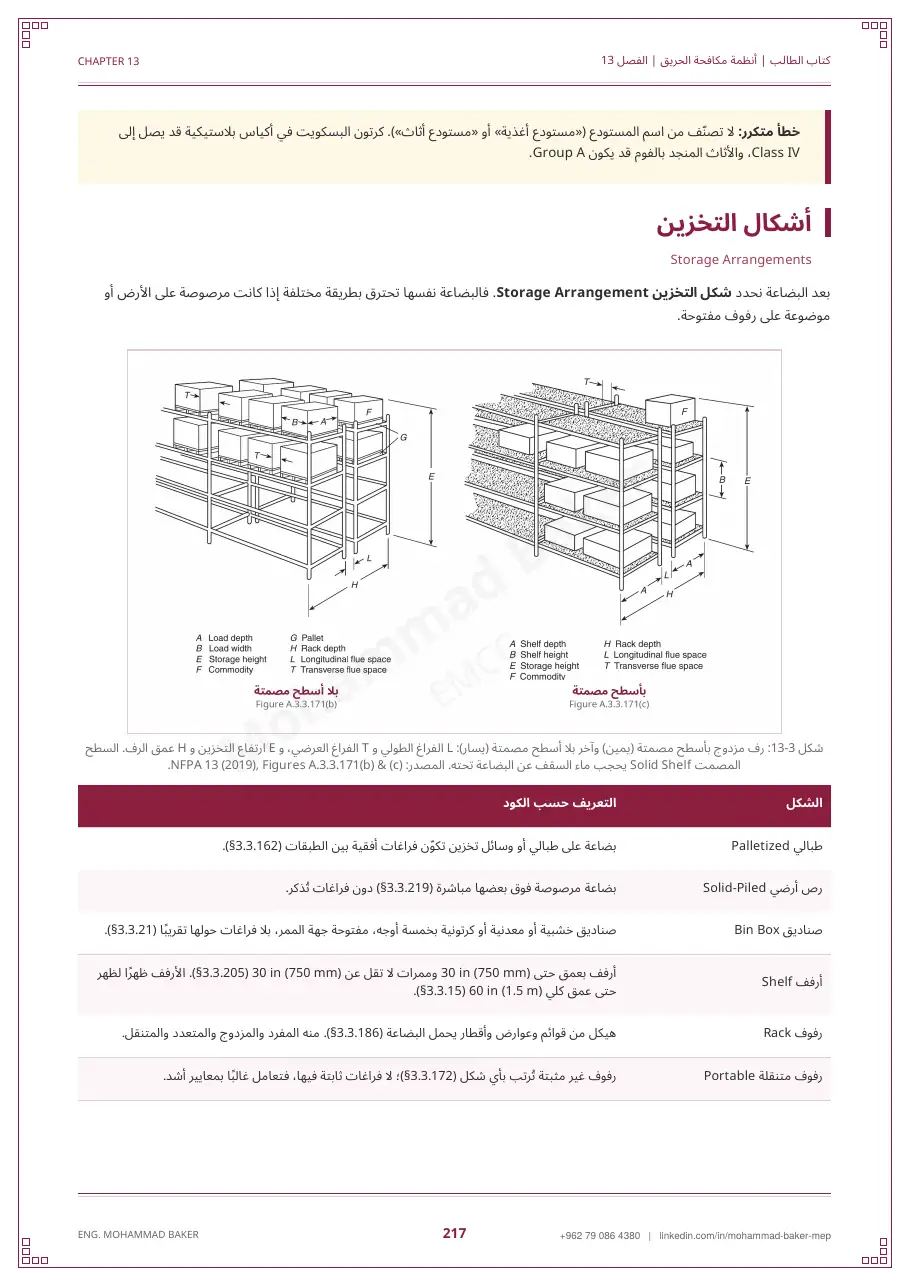 CHAPTER 13
كتاب الطالب | أنظمة مكافحة الحريق | الفصل 13
خطأ متكرر: لا تصنّف من اسم المستودع («مستودع أغذية» أو «مستودع أثاث»). كرتون البسكويت في أكياس بلاستيكية قد يصل إلى
Class IV، والأثاث المنجد بالفوم قد يكون Group A.
أشكال التخزين
Storage Arrangements
بعد البضاعة نحدد شكل التخزين Storage Arrangement. فالبضاعة نفسها تحترق بطريقة مختلفة إذا كانت مرصوصة على الأرض أو
موضوعة على رفوف مفتوحة.
T
F
B
A
G
T
E
L
H
A Load depth
B Load width
E Storage height
F Commodity
G Pallet
H Rack depth
L Longitudinal flue space
T Transverse flue space
بلا أسطح مصمتة
Figure A.3.3.171(b)
T
F
B
E
A
L
A
H
A Shelf depth
B Shelf height
E Storage height
F Commodity
H Rack depth
L Longitudinal flue space
T Transverse flue space
بأسطح مصمتة
Figure A.3.3.171(c)
Mohammad Baker
شكل 3-13: رف مزدوج بأسطح مصمتة (يمين) وآخر بلا أسطح مصمتة (يسار): L الفراغ الطولي و T الفراغ العرضي، و E ارتفاع التخزين و H عمق الرف. السطح
المصمت Solid Shelf يحجب ماء السقف عن البضاعة تحته. المصدر: NFPA 13 (2019), Figures A.3.3.171(b) & (c).
الشكل
التعريف حسب الكود
طبالي Palletized
بضاعة على طبالي أو وسائل تخزين تكوّن فراغات أفقية بين الطبقات (§3.3.162).
رص أرضي Solid-Piled
بضاعة مرصوصة فوق بعضها مباشرة (§3.3.219) دون فراغات تُذكر.
صناديق Bin Box
صناديق خشبية أو معدنية أو كرتونية بخمسة أوجه، مفتوحة جهة الممر، بلا فراغات حولها تقريبًا (§3.3.21).
أرفف Shelf
أرفف بعمق حتى 30 in (750 mm) وممرات لا تقل عن 30 in (750 mm) (§3.3.205). الأرفف ظهرًا لظهر
حتى عمق كلي 60 in (1.5 m) (§3.3.15).
رفوف Rack
هيكل من قوائم وعوارض وأقطار يحمل البضاعة (§3.3.186). منه المفرد والمزدوج والمتعدد والمتنقل.
رفوف متنقلة Portable
رفوف غير مثبتة تُرتب بأي شكل (§3.3.172)؛ لا فراغات ثابتة فيها، فتعامل غالبًا بمعايير أشد.
ENG. MOHAMMAD BAKER
217
+962 79 086 4380 | linkedin.com/in/mohammad-baker-mep